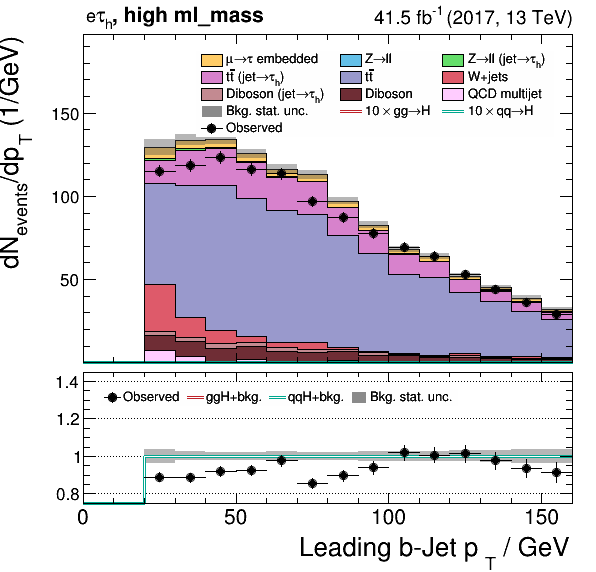 eτh, high ml_mass 41.5 fb-1 (2017, 13 TeV)
dNevents/dpT (1/GeV)
μ→τ embedded Z→ll Z→ll (jet→τh)
tt̄ (jet→τh) tt̄ W+jets
Diboson (jet→τh) Diboson QCD multijet
Bkg. stat. unc. 10 × gg→H 10 × qq→H
Observed
150
100
50
Observed ggH+bkg. qqH+bkg. Bkg. stat. unc.
1.4
1.2
1
0.8
0 50 100 150
Leading b-Jet pT / GeV